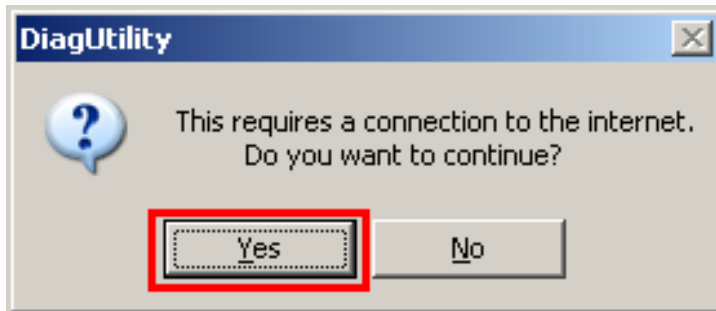 DiagUtility
This requires a connection to the internet.
Do you want to continue?
Yes No